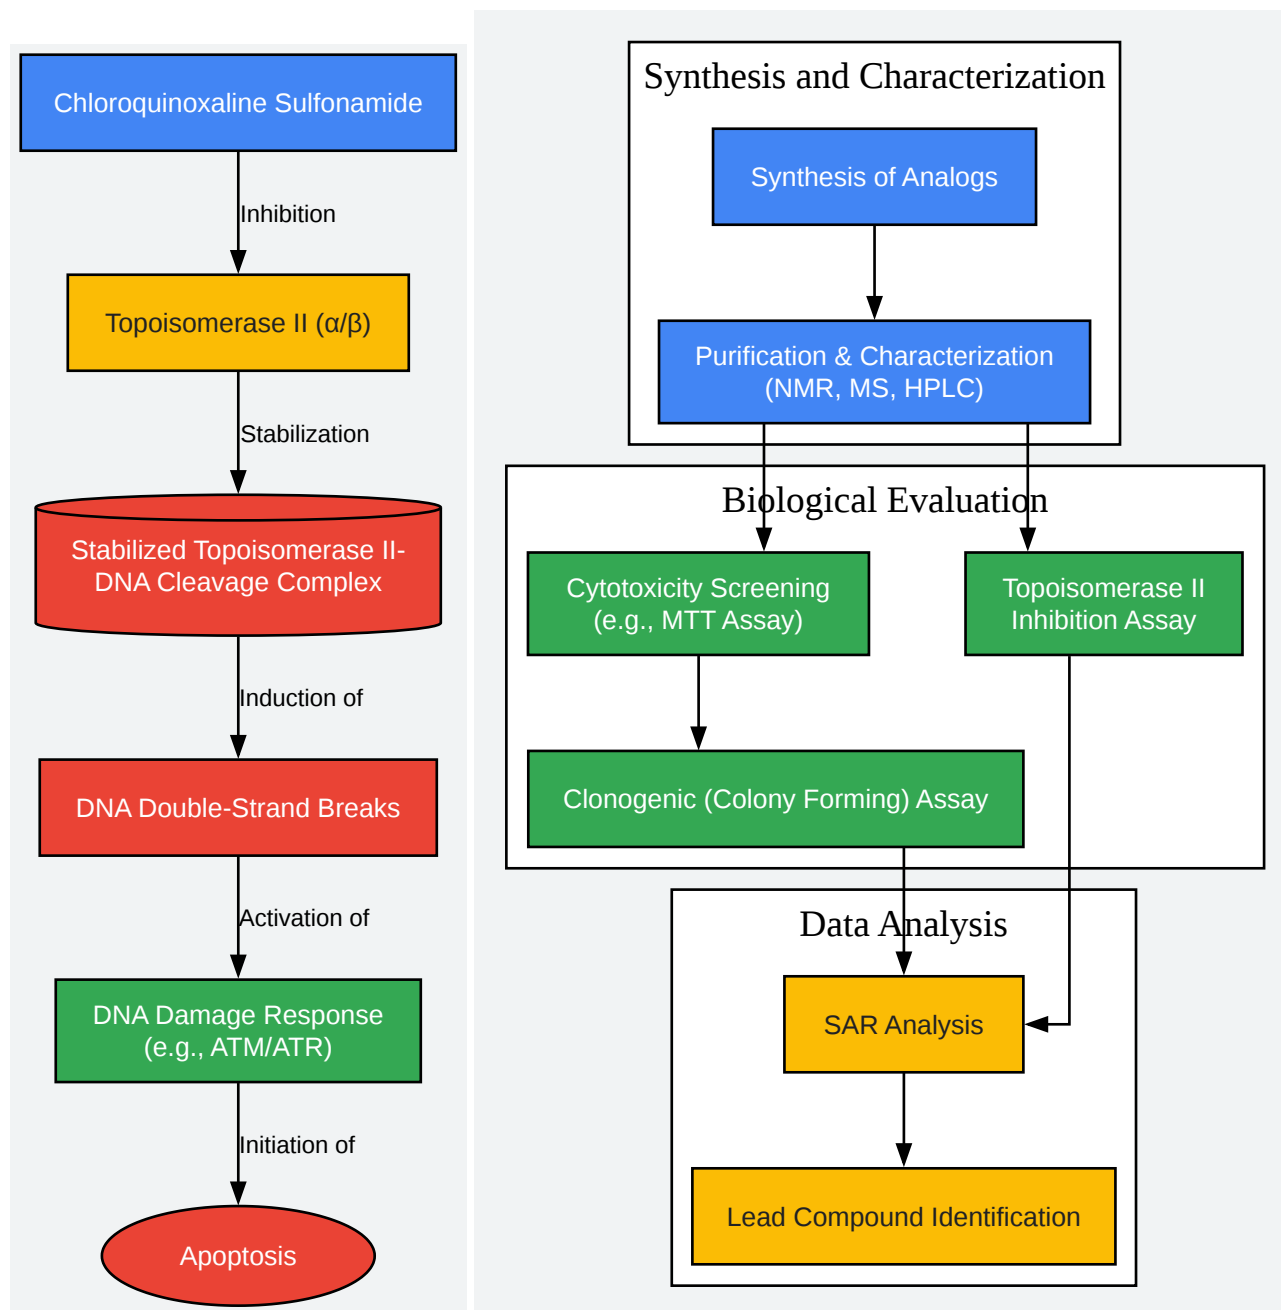 Chloroquinoxaline Sulfonamide
Inhibition
Topoisomerase II (α/β)
Stabilization
Stabilized Topoisomerase II-
DNA Cleavage Complex
Induction of
DNA Double-Strand Breaks
Activation of
DNA Damage Response
(e.g., ATM/ATR)
Initiation of
Apoptosis
Synthesis and Characterization
Synthesis of Analogs
Purification & Characterization
(NMR, MS, HPLC)
Biological Evaluation
Cytotoxicity Screening
(e.g., MTT Assay)
Topoisomerase II
Inhibition Assay
Clonogenic (Colony Forming) Assay
Data Analysis
SAR Analysis
Lead Compound Identification